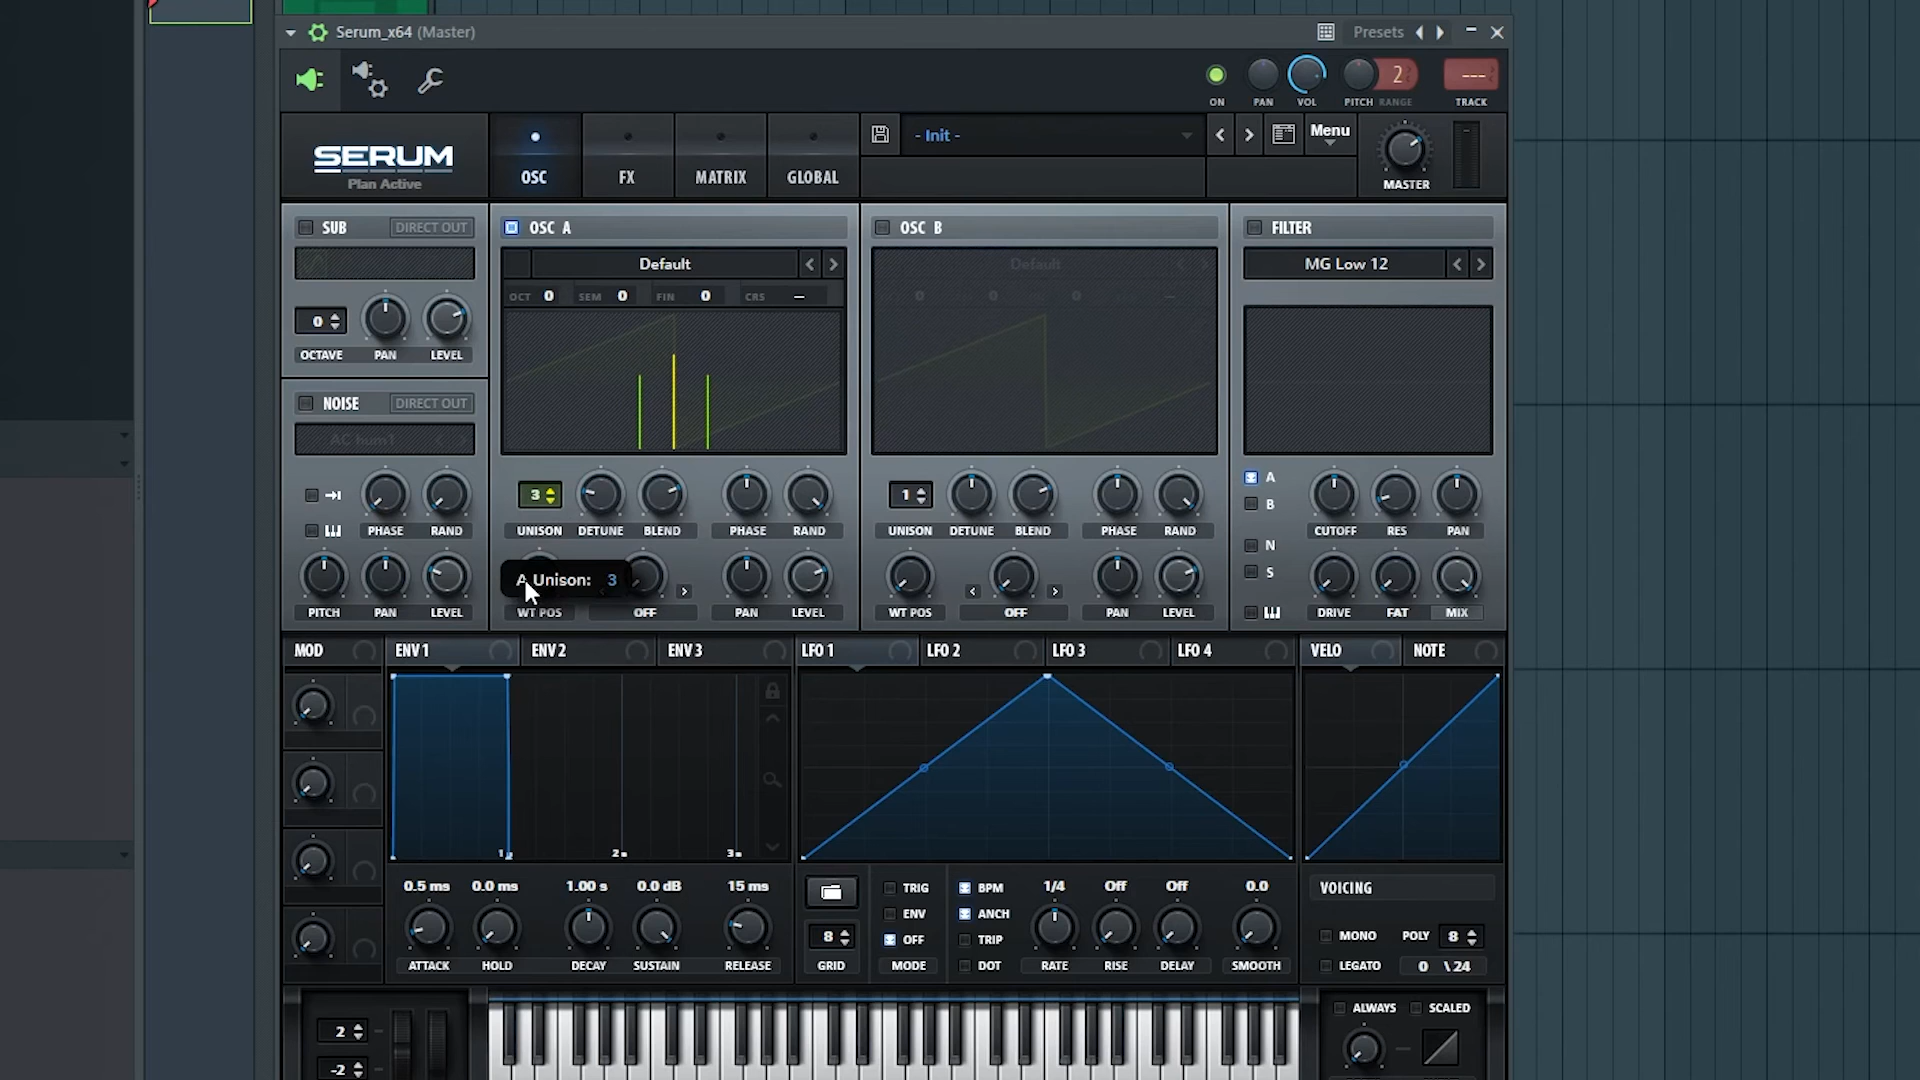 Serum_x64 (Master)
Presets
2
---
ON PAN VOL PITCH RANGE TRACK
SERUM
Plan Active
OSC FX MATRIX GLOBAL
- Init -
Menu
MASTER
SUB DIRECT OUT
0
OCTAVE PAN LEVEL
NOISE DIRECT OUT
AC hum1
PHASE RAND
PITCH PAN LEVEL
OSC A
Default
OCT 0 SEM 0 FIN 0 CRS –
3
UNISON DETUNE BLEND PHASE RAND
A Unison: 3
WT POS OFF PAN LEVEL
OSC B
Default
1
UNISON DETUNE BLEND PHASE RAND
WT POS OFF PAN LEVEL
FILTER
MG Low 12
A
B
N
S
CUTOFF RES PAN
DRIVE FAT MIX
MOD ENV 1 ENV 2 ENV 3 LFO 1 LFO 2 LFO 3 LFO 4 VELO NOTE
2 3
0.5 ms 0.0 ms 1.00 s 0.0 dB 15 ms
ATTACK HOLD DECAY SUSTAIN RELEASE
8
GRID
TRIG
ENV
OFF
MODE
BPM
ANCH
TRIP
DOT
1/4 Off Off 0.0
RATE RISE DELAY SMOOTH
VOICING
MONO POLY 8
LEGATO 0 \24
2
-2
ALWAYS SCALED